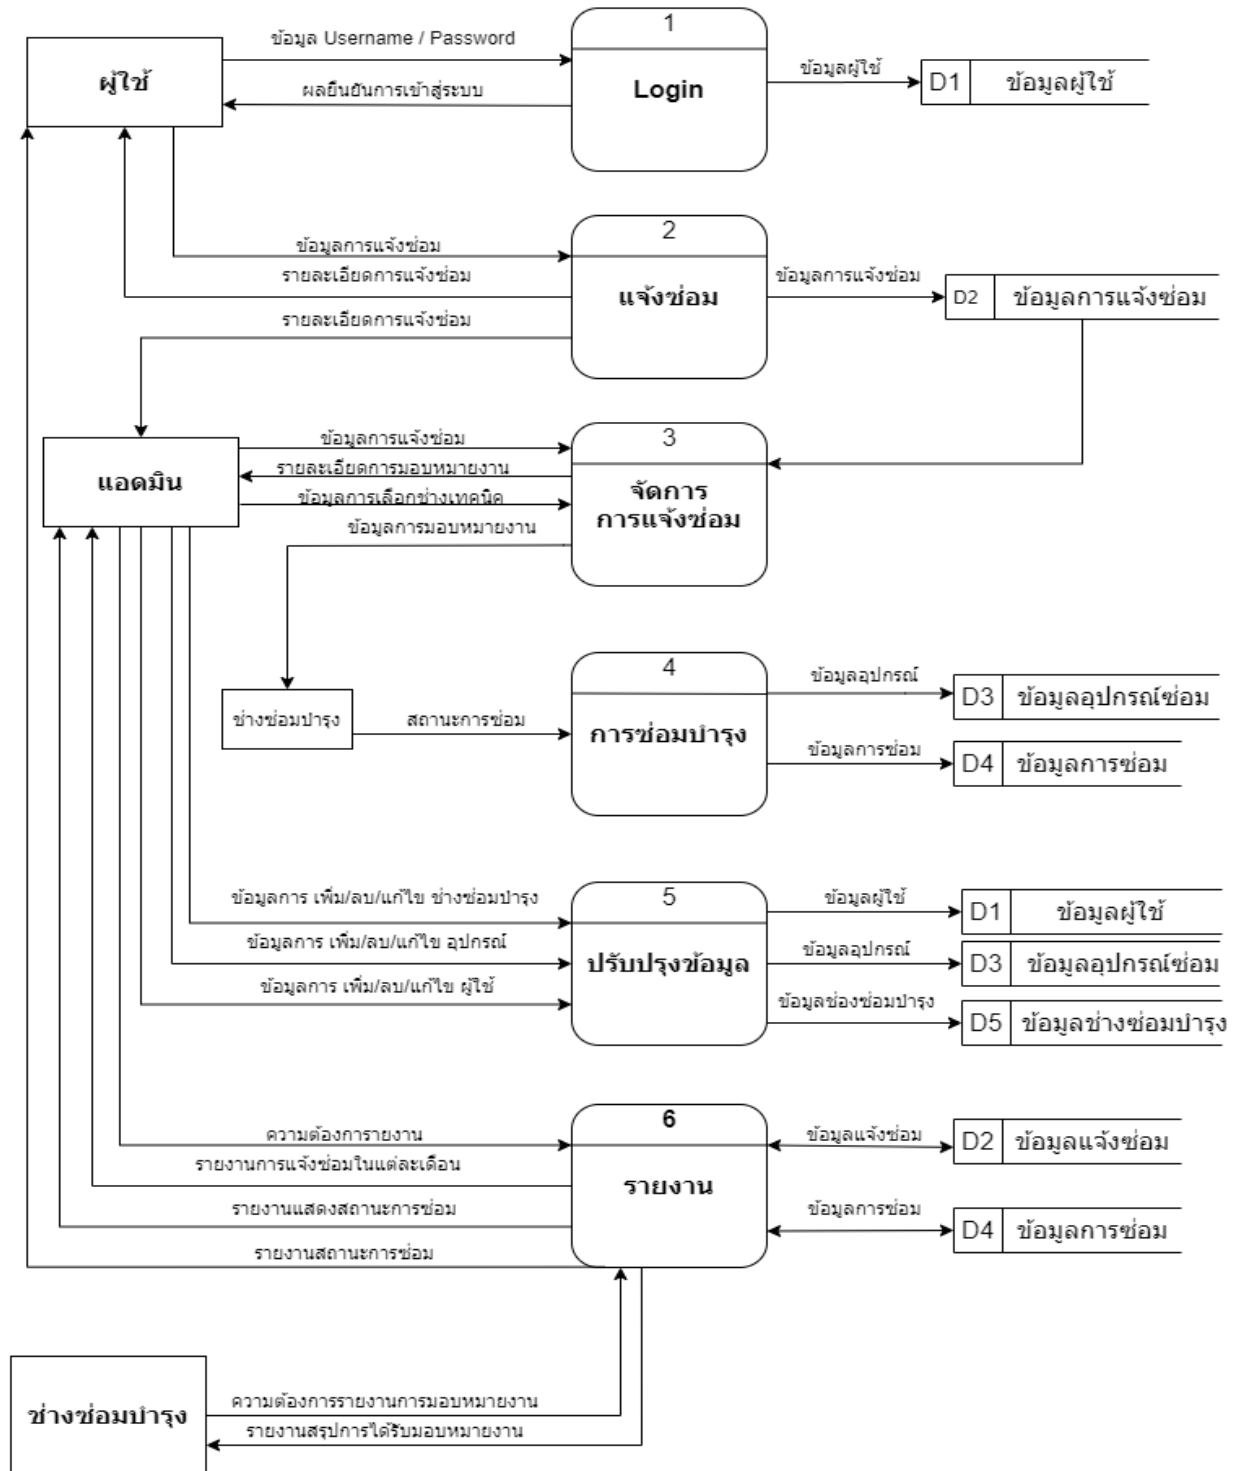 1
ข้อมูล Username / Password
ผู้ใช้
ผลยืนยันการเข้าสู่ระบบ
Login
ข้อมูลผู้ใช้
D1
ข้อมูลผู้ใช้
2
ข้อมูลการแจ้งซ่อม
รายละเอียดการแจ้งซ่อม
แจ้งซ่อม
ข้อมูลการแจ้งซ่อม
D2
ข้อมูลการแจ้งซ่อม
รายละเอียดการแจ้งซ่อม
3
ข้อมูลการแจ้งซ่อม
แอดมิน
รายละเอียดการมอบหมายงาน
ข้อมูลการเลือกช่างเทคนิค
จัดการ
การแจ้งซ่อม
ข้อมูลการมอบหมายงาน
4
ช่างซ่อมบำรุง
สถานะการซ่อม
การซ่อมบำรุง
ข้อมูลอุปกรณ์
D3
ข้อมูลอุปกรณ์ซ่อม
ข้อมูลการซ่อม
D4
ข้อมูลการซ่อม
5
ข้อมูลการ เพิ่ม/ลบ/แก้ไข ช่างซ่อมบำรุง
ข้อมูลการ เพิ่ม/ลบ/แก้ไข อุปกรณ์
ข้อมูลการ เพิ่ม/ลบ/แก้ไข ผู้ใช้
ปรับปรุงข้อมูล
ข้อมูลผู้ใช้
D1
ข้อมูลผู้ใช้
ข้อมูลอุปกรณ์
D3
ข้อมูลอุปกรณ์ซ่อม
ข้อมูลช่องซ่อมบำรุง
D5
ข้อมูลช่างซ่อมบำรุง
6
ความต้องการายงาน
รายงานการแจ้งซ่อมในแต่ละเดือน
รายงาน
รายงานแสดงสถานะการซ่อม
รายงานสถานะการซ่อม
ข้อมูลแจ้งซ่อม
D2
ข้อมูลแจ้งซ่อม
ข้อมูลการซ่อม
D4
ข้อมูลการซ่อม
ช่างซ่อมบำรุง
ความต้องการรายงานการมอบหมายงาน
รายงานสรุปการได้รับมอบหมายงาน